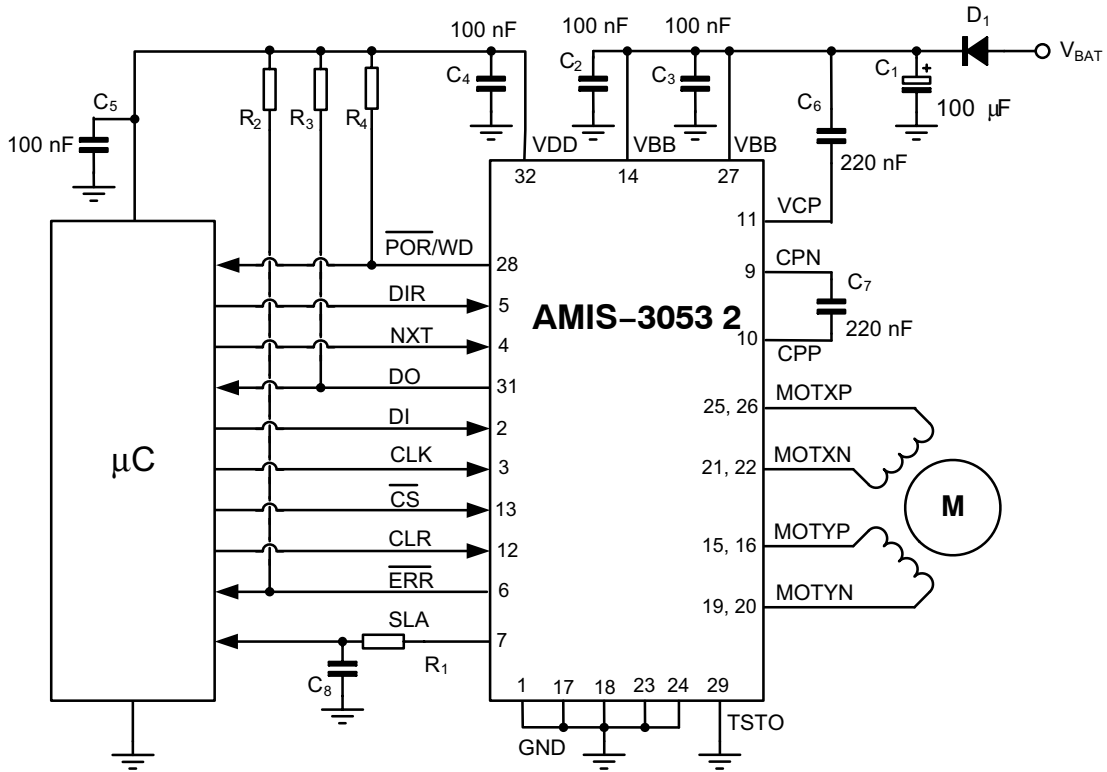 100 nF
100 nF
100 nF
D1
VBAT
C4
C2
C3
C1
+
100 µF
C5
R2
R3
R4
C6
100 nF
VDD
VBB
VBB
220 nF
32
14
27
11
VCP
POR/WD
28
9
CPN
C7
DIR
5
AMIS–3053 2
220 nF
NXT
4
10
CPP
DO
31
25, 26
MOTXP
DI
2
µC
CLK
3
21, 22
MOTXN
CS
13
M
CLR
12
15, 16
MOTYP
ERR
6
19, 20
MOTYN
SLA
7
R1
C8
1
17
18
23
24
29
TSTO
GND